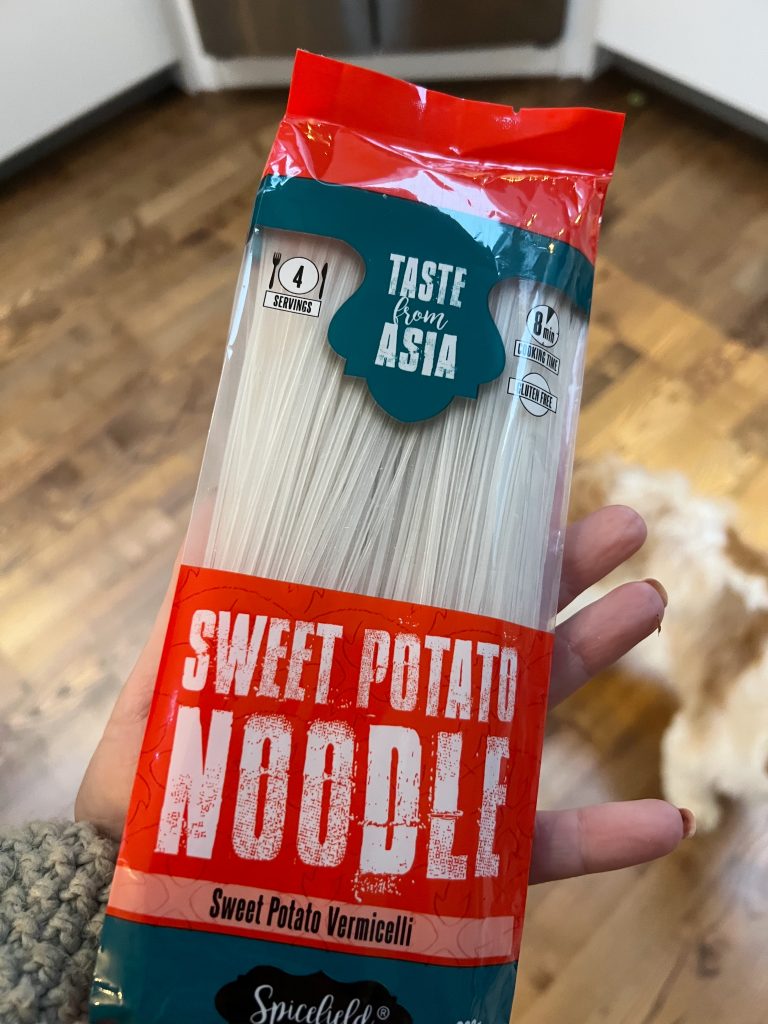 4
SERVINGS
TASTE
from
ASIA
8 min
COOKING TIME
GLUTEN FREE
SWEET POTATO
NOODLE
Sweet Potato Vermicelli
Spicefield®